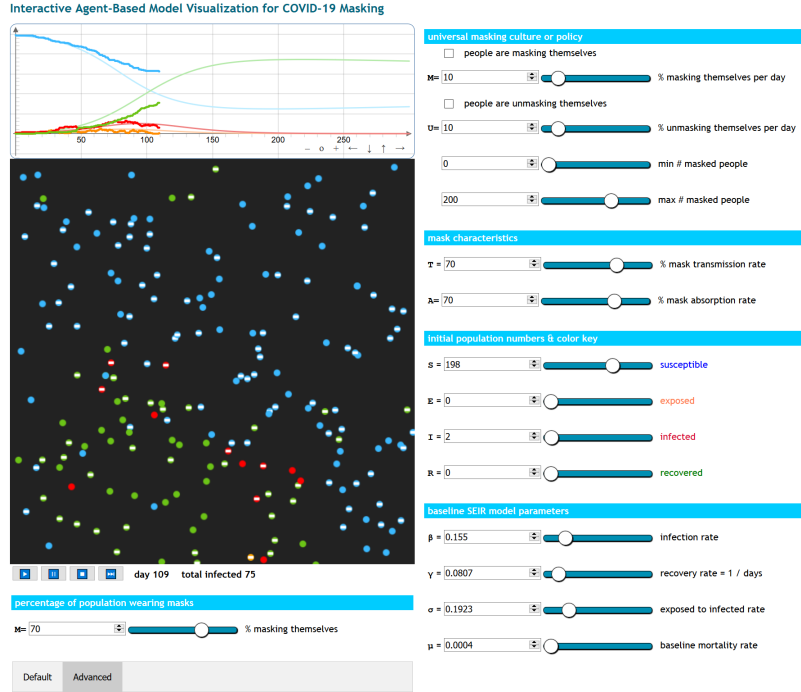 Interactive Agent-Based Model Visualization for COVID-19 Masking
50
100
150
200
250
− o + ← ↓ ↑ →
day 109 total infected 75
percentage of population wearing masks
M= 70 % masking themselves
Default Advanced
universal masking culture or policy
people are masking themselves
M= 10 % masking themselves per day
people are unmasking themselves
U= 10 % unmasking themselves per day
0 min # masked people
200 max # masked people
mask characteristics
T = 70 % mask transmission rate
A= 70 % mask absorption rate
initial population numbers & color key
S = 198 susceptible
E = 0 exposed
I = 2 infected
R = 0 recovered
baseline SEIR model parameters
β = 0.155 infection rate
γ = 0.0807 recovery rate = 1 / days
σ = 0.1923 exposed to infected rate
μ = 0.0004 baseline mortality rate